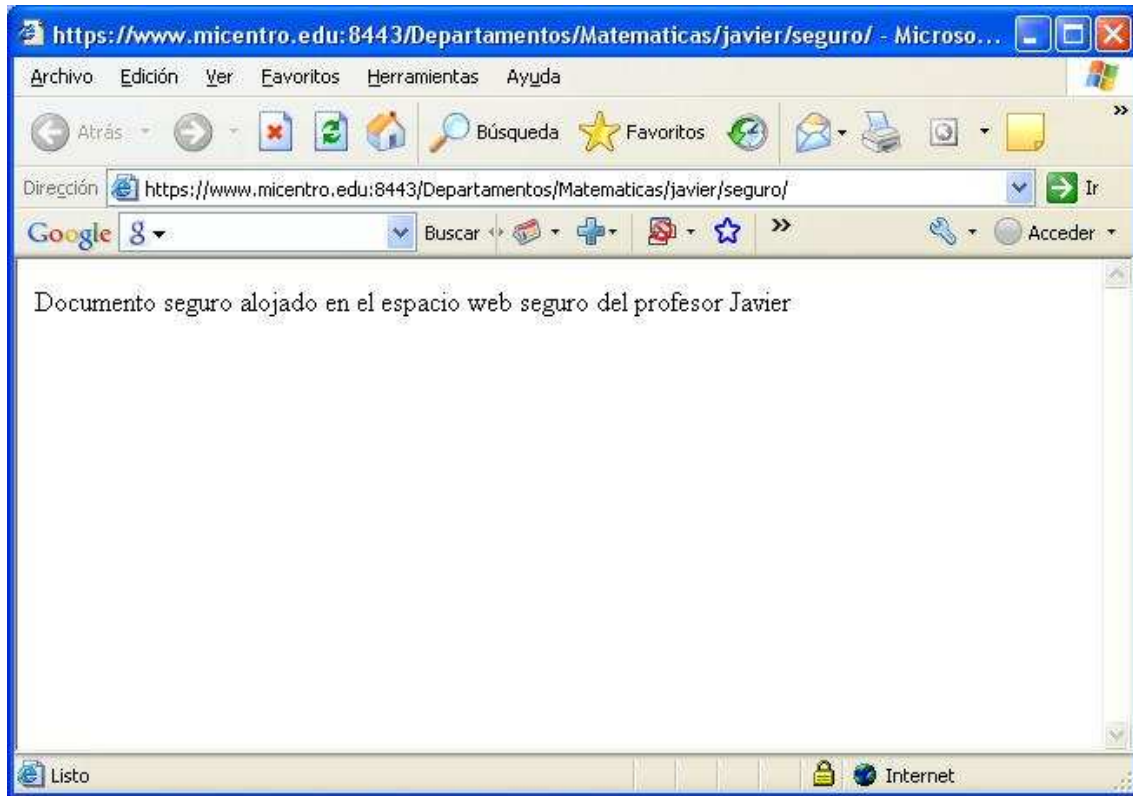 https://www.micentro.edu:8443/Departamentos/Matematicas/javier/seguro/ - Microso...
Archivo Edición Ver Favoritos Herramientas Ayuda
Atrás Búsqueda Favoritos »
Dirección https://www.micentro.edu:8443/Departamentos/Matematicas/javier/seguro/ Ir
Google g Buscar » Acceder
Documento seguro alojado en el espacio web seguro del profesor Javier
Listo Internet